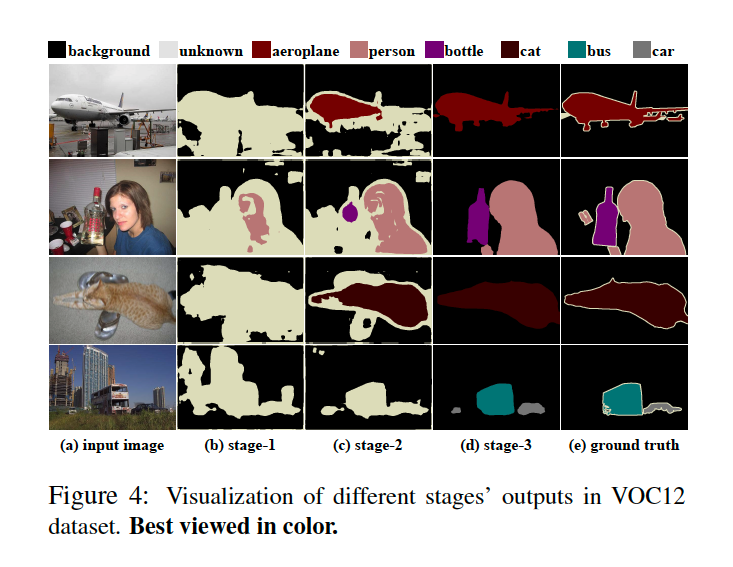 background unknown aeroplane person bottle cat bus car
(a) input image (b) stage-1 (c) stage-2 (d) stage-3 (e) ground truth
Figure 4: Visualization of different stages’ outputs in VOC12
dataset. Best viewed in color.